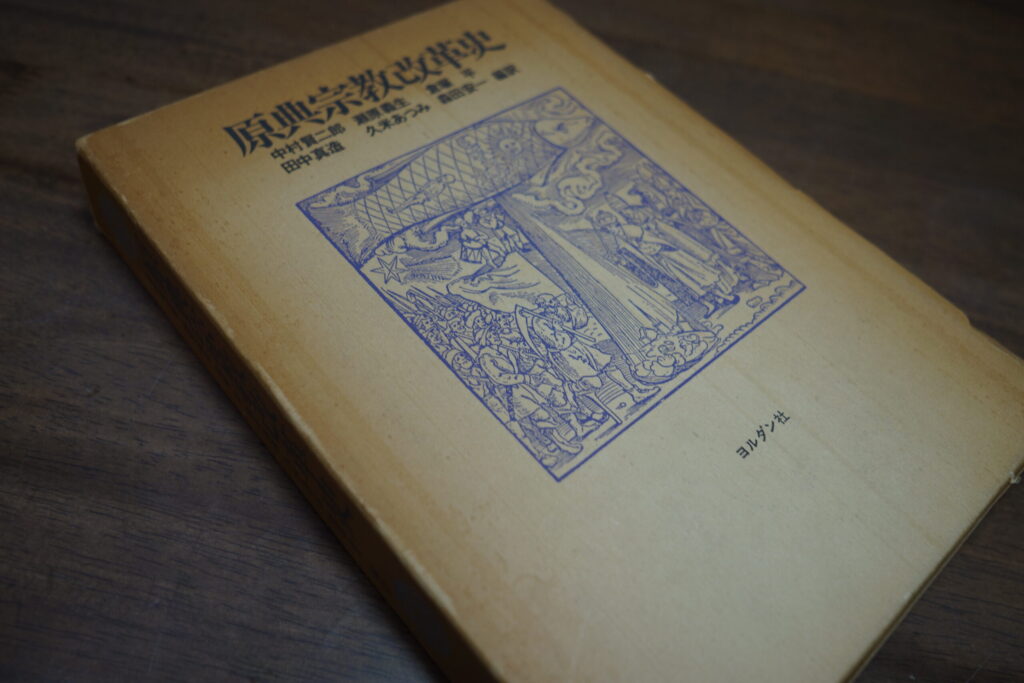 原典宗教改革史
中村賢二郎 瀬原義生 倉塚 平
田中真造 久米あつみ 森田安一 編訳
ヨルダン社